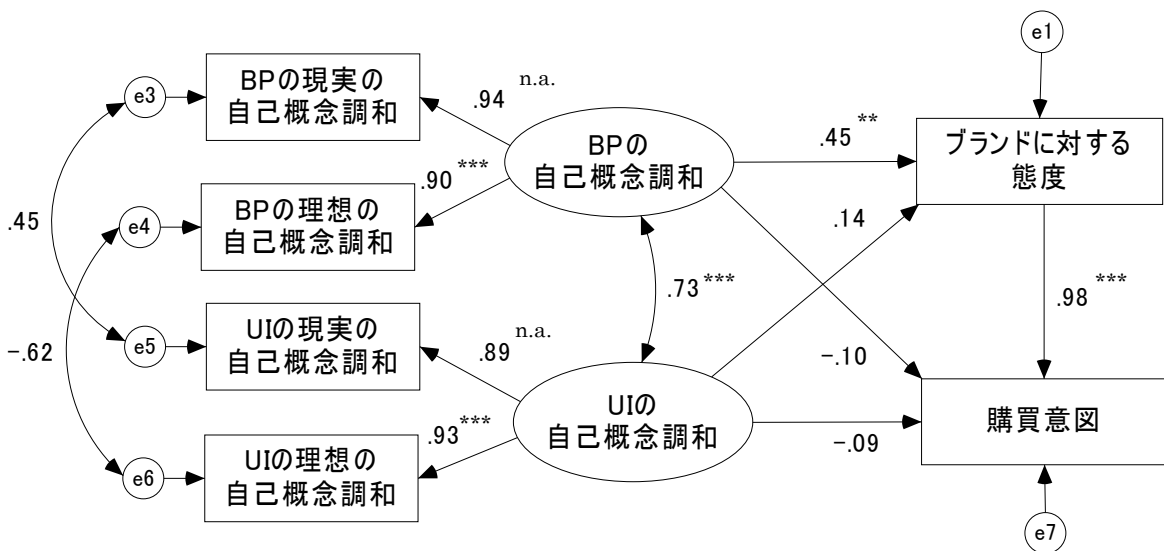 e1
BPの現実の
自己概念調和
e3
.94 n.a.
BPの
自己概念調和
.45 **
ブランドに対する
態度
.90 ***
BPの理想の
自己概念調和
e4
.45
.14
.73 ***
.98 ***
UIの現実の
自己概念調和
e5
.89 n.a.
-.62
-.10
UIの
自己概念調和
購買意図
-.09
.93 ***
UIの理想の
自己概念調和
e6
e7